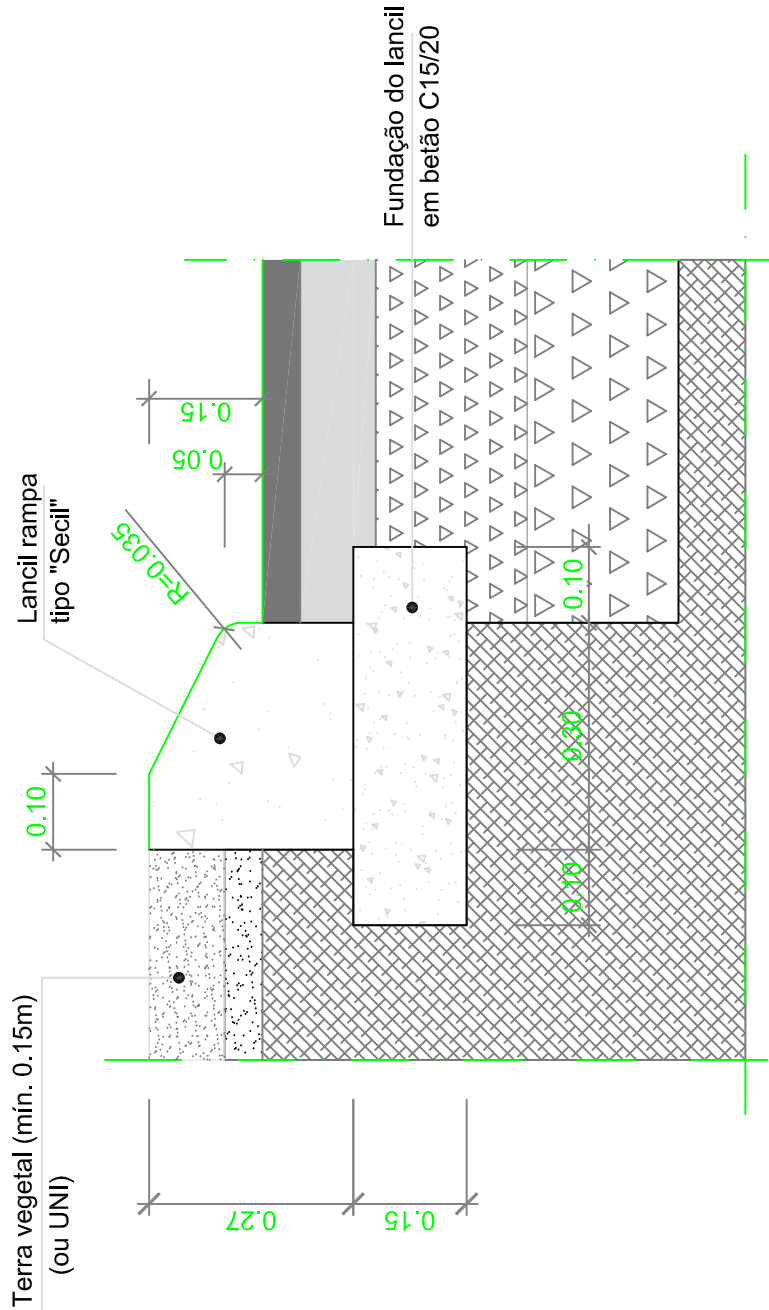 Terra vegetal (mín. 0.15m)
(ou UNI)
Lancil rampa
tipo "Secil"
Fundação do lancil
em betão C15/20
0.10
R=0.035
0.05
0.15
0.27
0.15
0.10
0.30
0.10